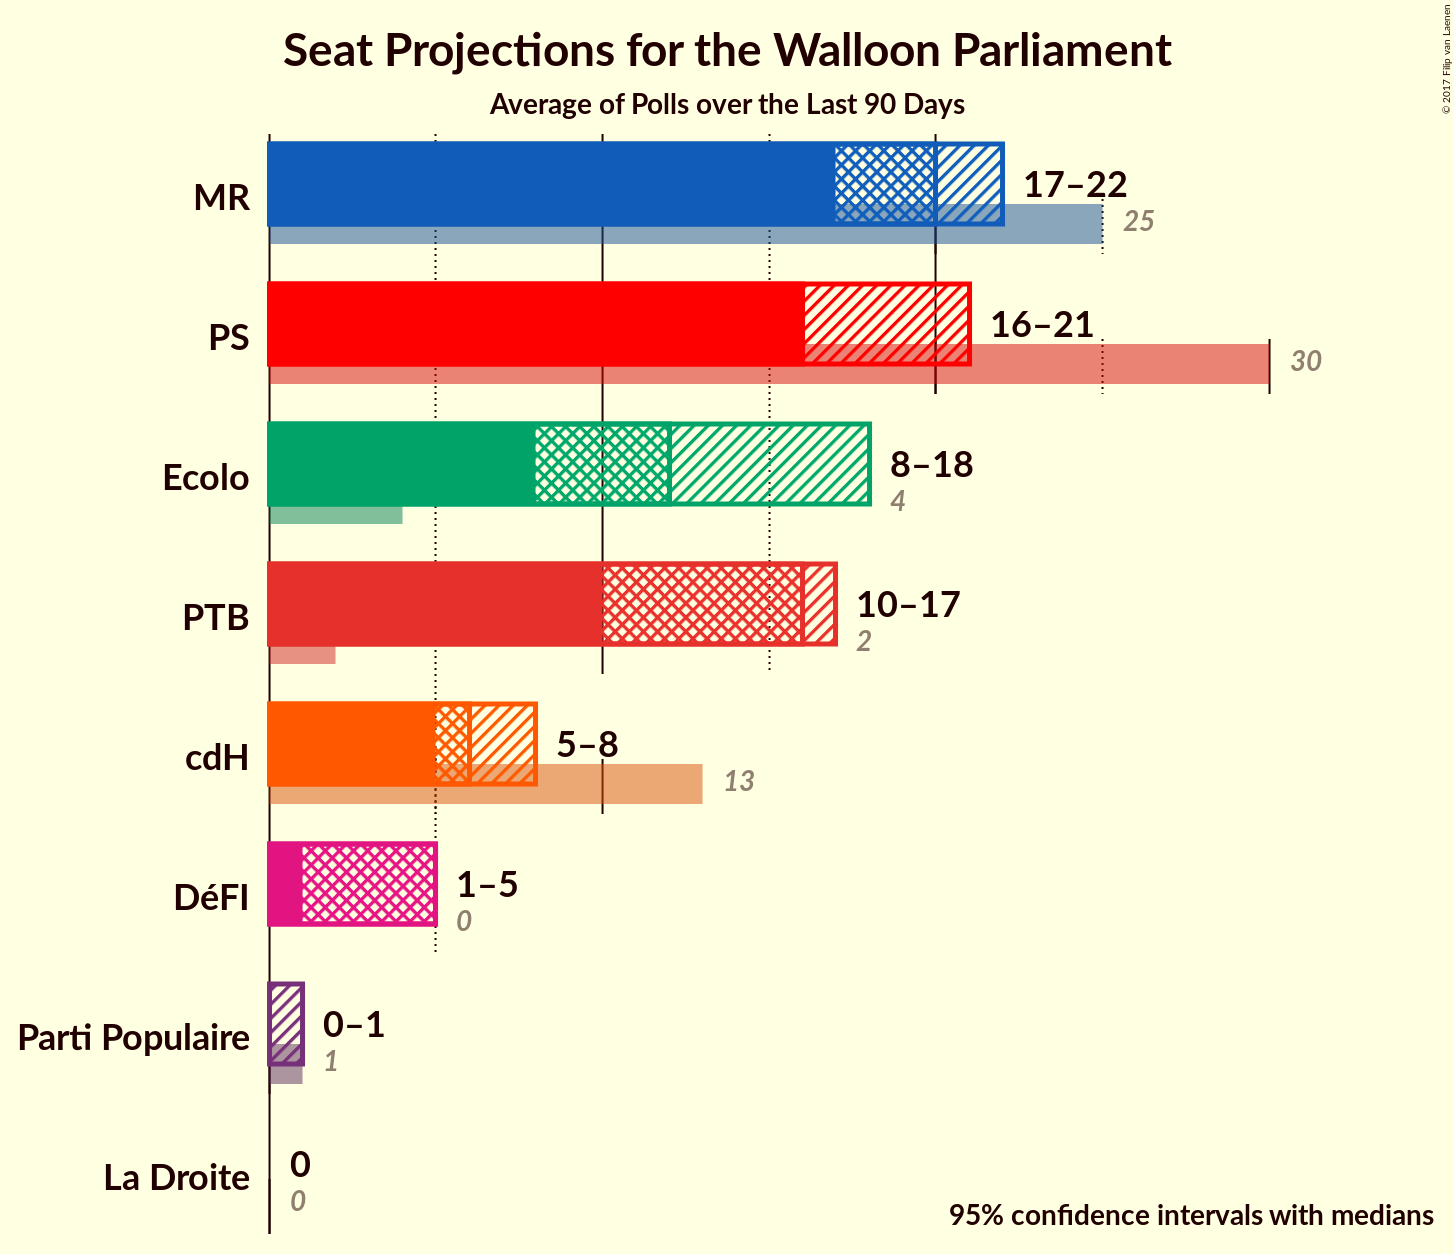 Seat Projections for the Walloon Parliament
Average of Polls over the Last 90 Days
© 2017 Filip van Laenen
MR
17–22
25
PS
16–21
30
Ecolo
8–18
4
PTB
10–17
2
cdH
5–8
13
DéFI
1–5
0
Parti Populaire
0–1
1
La Droite
0
0
95% confidence intervals with medians